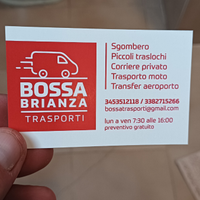 BOSSA
BRIANZA
TRASPORTI
Sgombero
Piccoli traslochi
Corriere privato
Trasporto moto
Transfer aeroporto
3453512118 / 3382715266
bossatrasporti@gmail.com
lun a ven 7:30 alle 16:00
preventivo gratuito